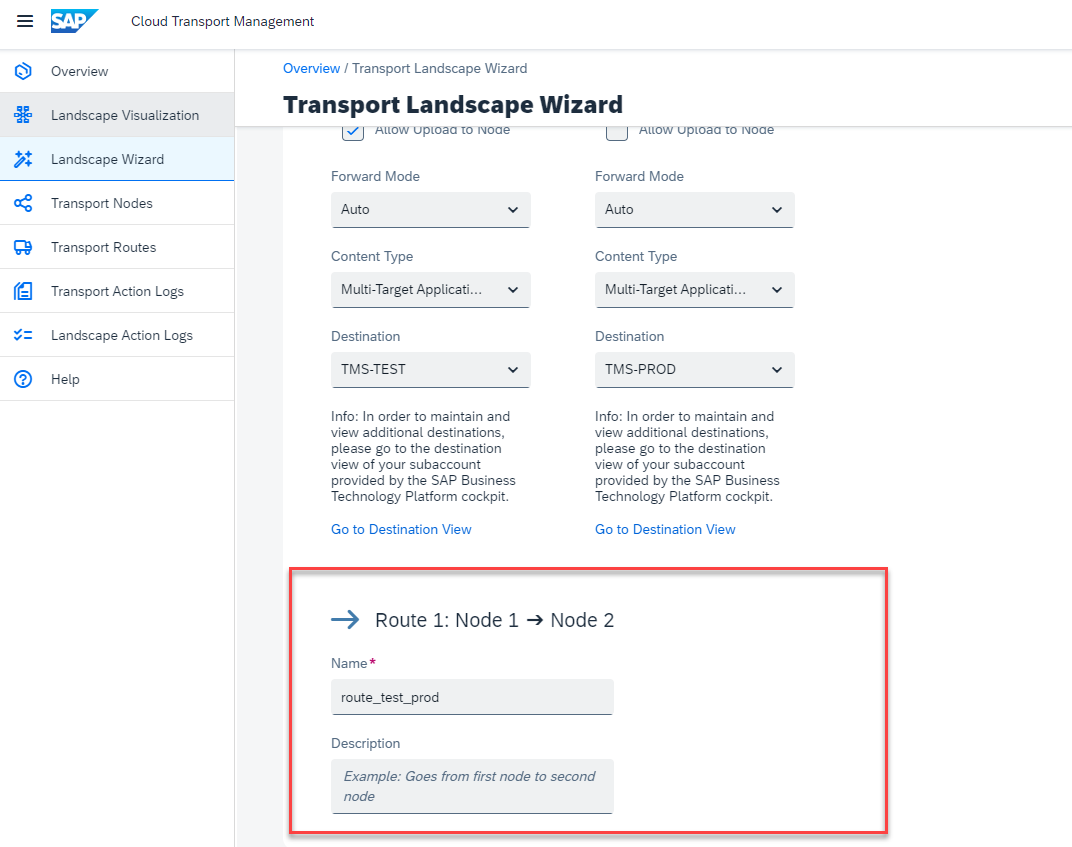 SAP
Cloud Transport Management
Overview
Landscape Visualization
Landscape Wizard
Transport Nodes
Transport Routes
Transport Action Logs
Landscape Action Logs
Help
Overview / Transport Landscape Wizard
Transport Landscape Wizard
Allow Upload to Node
Forward Mode
Auto
Content Type
Multi-Target Applicati...
Destination
TMS-TEST
Info: In order to maintain and
view additional destinations,
please go to the destination
view of your subaccount
provided by the SAP Business
Technology Platform cockpit.
Go to Destination View
Allow Upload to Node
Forward Mode
Auto
Content Type
Multi-Target Applicati...
Destination
TMS-PROD
Info: In order to maintain and
view additional destinations,
please go to the destination
view of your subaccount
provided by the SAP Business
Technology Platform cockpit.
Go to Destination View
Route 1: Node 1 → Node 2
Name*
route_test_prod
Description
Example: Goes from first node to second
node